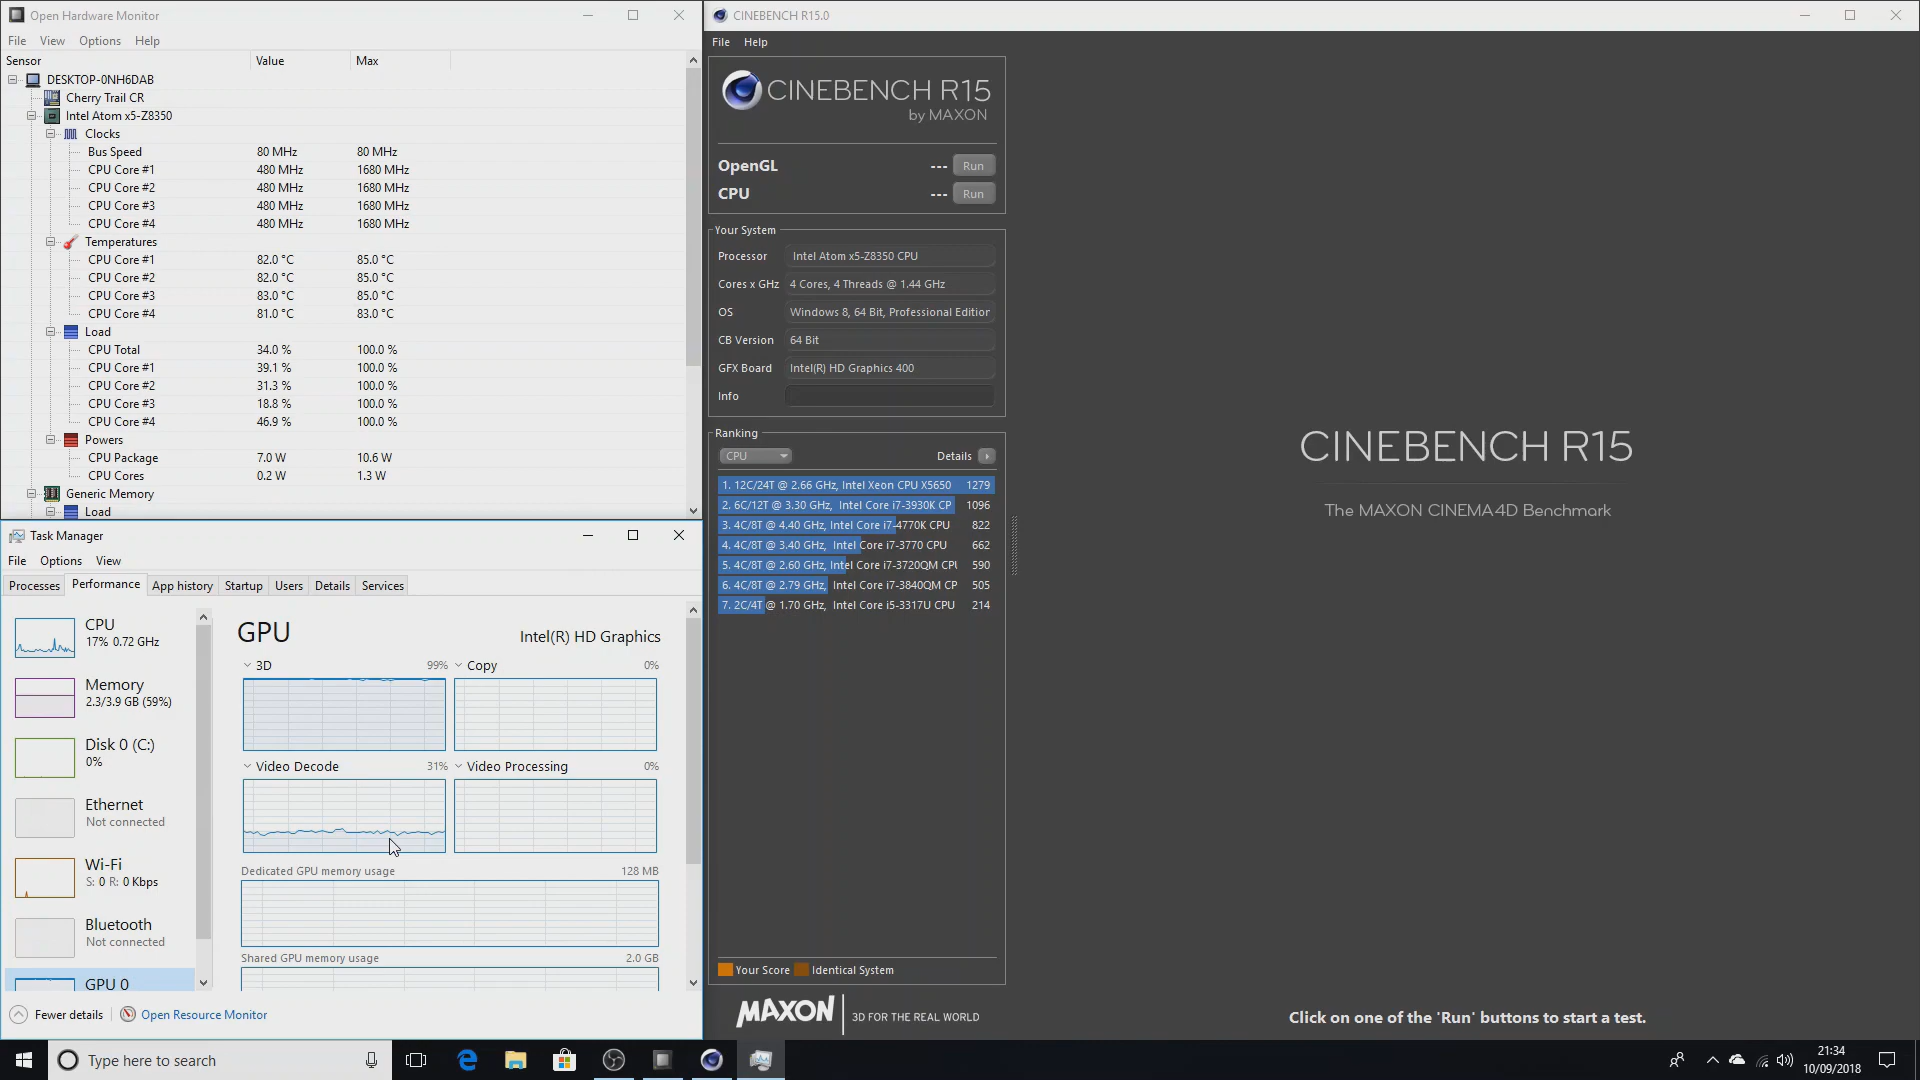 Open Hardware Monitor
File View Options Help
Sensor Value Max
DESKTOP-0NH6DAB
Cherry Trail CR
Intel Atom x5-Z8350
Clocks
Bus Speed 80 MHz 80 MHz
CPU Core #1 480 MHz 1680 MHz
CPU Core #2 480 MHz 1680 MHz
CPU Core #3 480 MHz 1680 MHz
CPU Core #4 480 MHz 1680 MHz
Temperatures
CPU Core #1 82.0 °C 85.0 °C
CPU Core #2 82.0 °C 85.0 °C
CPU Core #3 83.0 °C 85.0 °C
CPU Core #4 81.0 °C 83.0 °C
Load
CPU Total 34.0 % 100.0 %
CPU Core #1 39.1 % 100.0 %
CPU Core #2 31.3 % 100.0 %
CPU Core #3 18.8 % 100.0 %
CPU Core #4 46.9 % 100.0 %
Powers
CPU Package 7.0 W 10.6 W
CPU Cores 0.2 W 1.3 W
Generic Memory
Load
Task Manager
File Options View
Processes Performance App history Startup Users Details Services
CPU
17% 0.72 GHz
Memory
2.3/3.9 GB (59%)
Disk 0 (C:)
0%
Ethernet
Not connected
Wi-Fi
S: 0 R: 0 Kbps
Bluetooth
Not connected
GPU 0
GPU Intel(R) HD Graphics
3D 99% Copy 0%
Video Decode 31% Video Processing 0%
Dedicated GPU memory usage 128 MB
Shared GPU memory usage 2.0 GB
Fewer details Open Resource Monitor
CINEBENCH R15.0
File Help
CINEBENCH R15
by MAXON
OpenGL --- Run
CPU --- Run
Your System
Processor Intel Atom x5-Z8350 CPU
Cores x GHz 4 Cores, 4 Threads @ 1.44 GHz
OS Windows 8, 64 Bit, Professional Edition
CB Version 64 Bit
GFX Board Intel(R) HD Graphics 400
Info
Ranking
CPU Details
1. 12C/24T @ 2.66 GHz, Intel Xeon CPU X5650 1279
2. 6C/12T @ 3.30 GHz, Intel Core i7-3930K CP 1096
3. 4C/8T @ 4.40 GHz, Intel Core i7-4770K CPU 822
4. 4C/8T @ 3.40 GHz, Intel Core i7-3770 CPU 662
5. 4C/8T @ 2.60 GHz, Intel Core i7-3720QM CPU 590
6. 4C/8T @ 2.79 GHz, Intel Core i7-3840QM CP 505
7. 2C/4T @ 1.70 GHz, Intel Core i5-3317U CPU 214
Your Score Identical System
MAXON 3D FOR THE REAL WORLD
CINEBENCH R15
The MAXON CINEMA4D Benchmark
Click on one of the 'Run' buttons to start a test.
Type here to search
21:34
10/09/2018